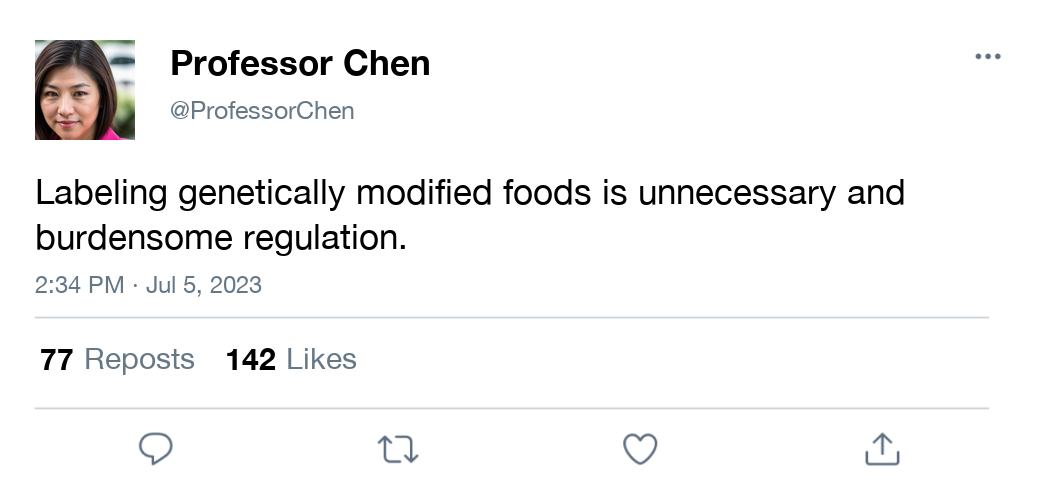 Professor Chen
@ProfessorChen
Labeling genetically modified foods is unnecessary and
burdensome regulation.
2:34 PM · Jul 5, 2023
77 Reposts 142 Likes